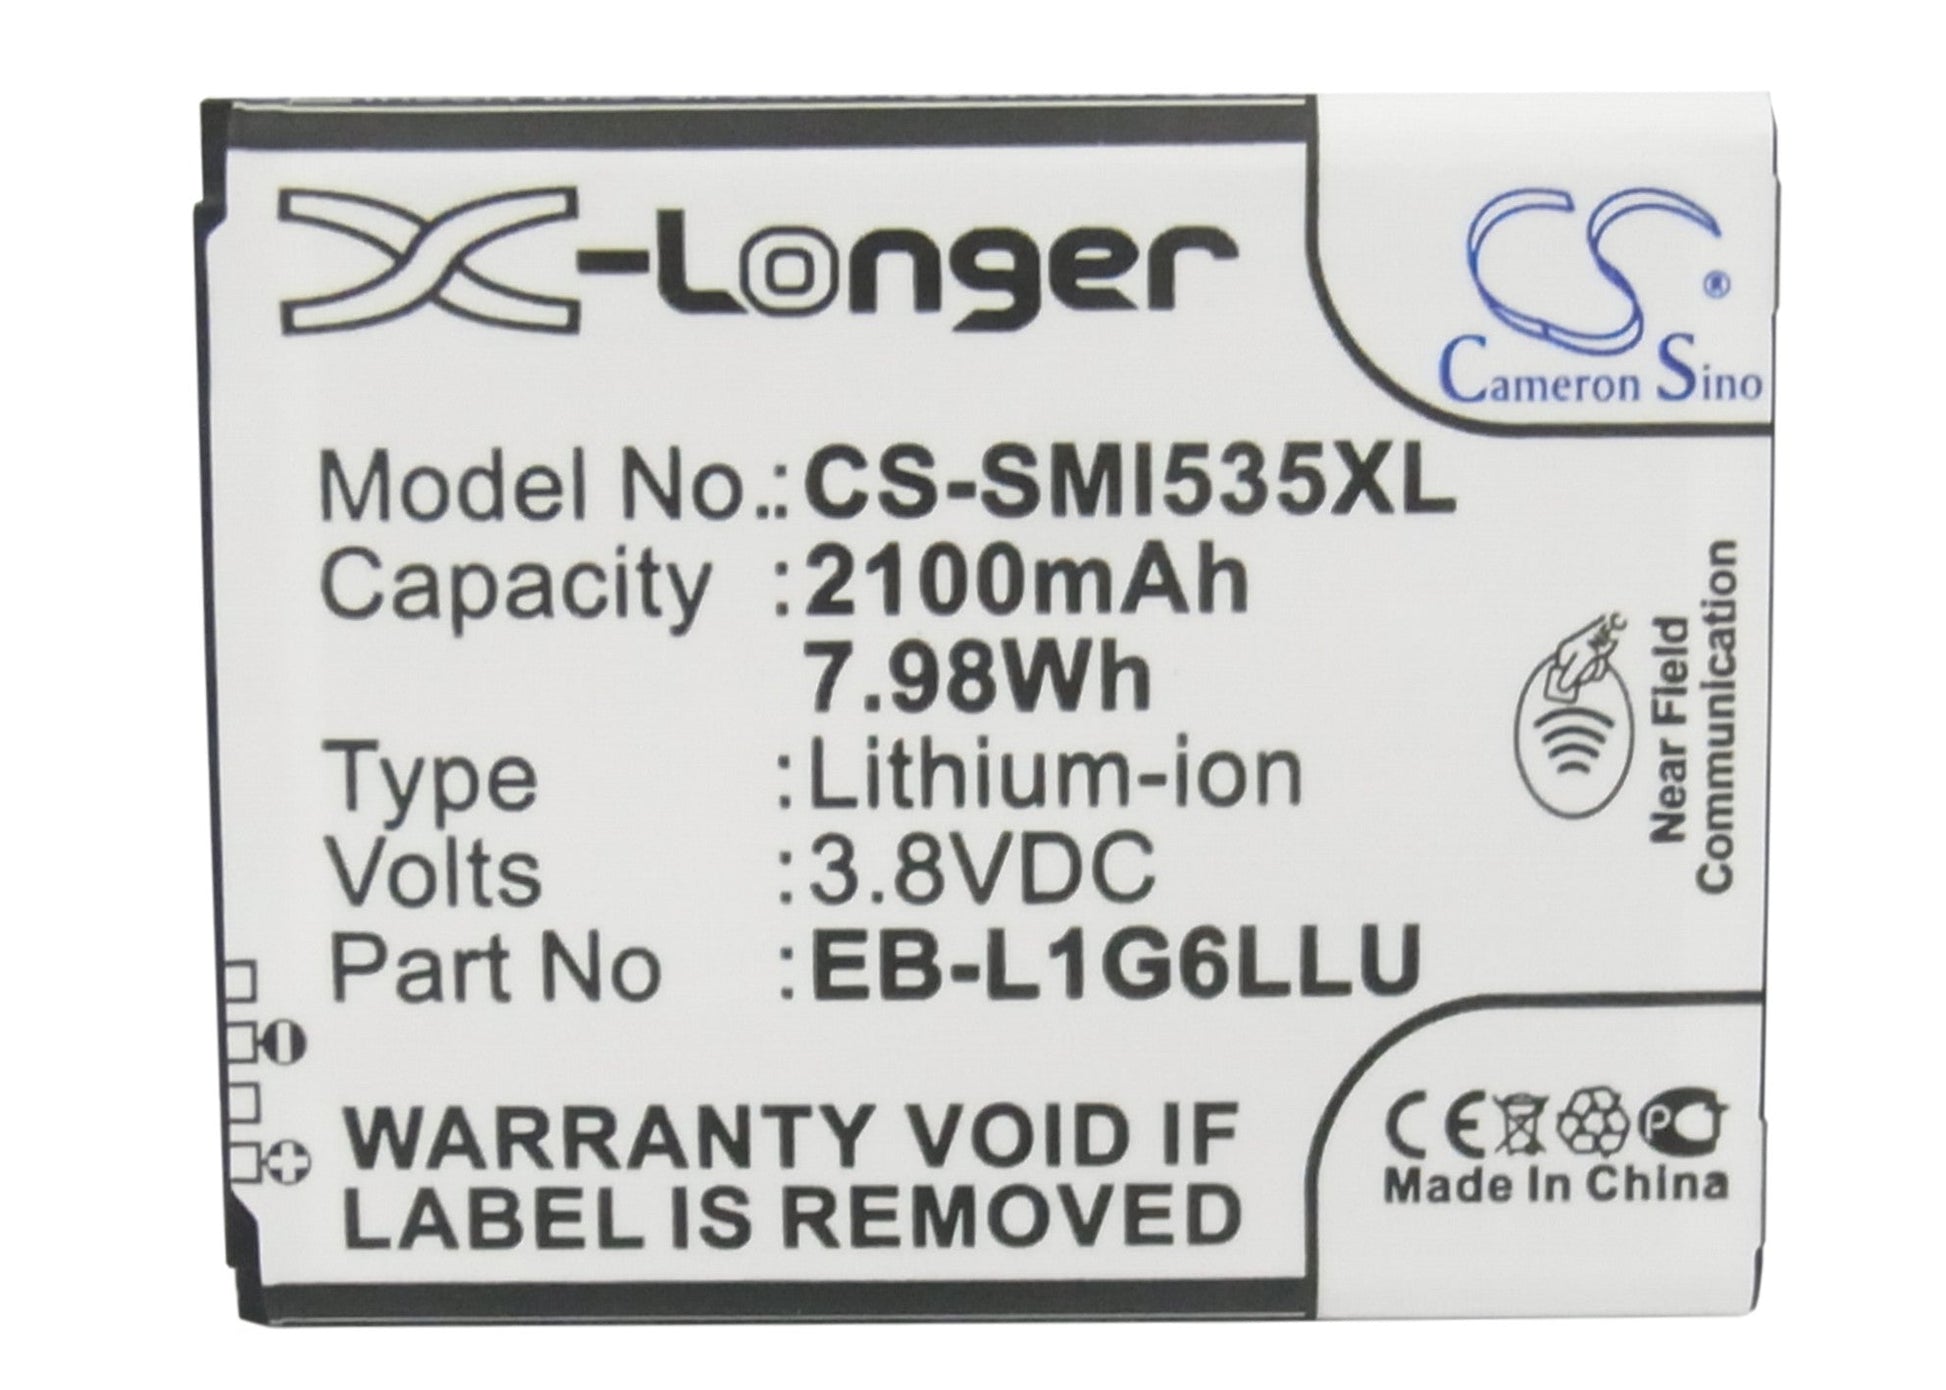 X-Longer
CS ®
Cameron Sino
Model No.:CS-SMI535XL
Capacity :2100mAh
7.98Wh
Type :Lithium-ion
Volts :3.8VDC
Part No :EB-L1G6LLU
Near Field
Communication
WARRANTY VOID IF
LABEL IS REMOVED
CE
Made In China